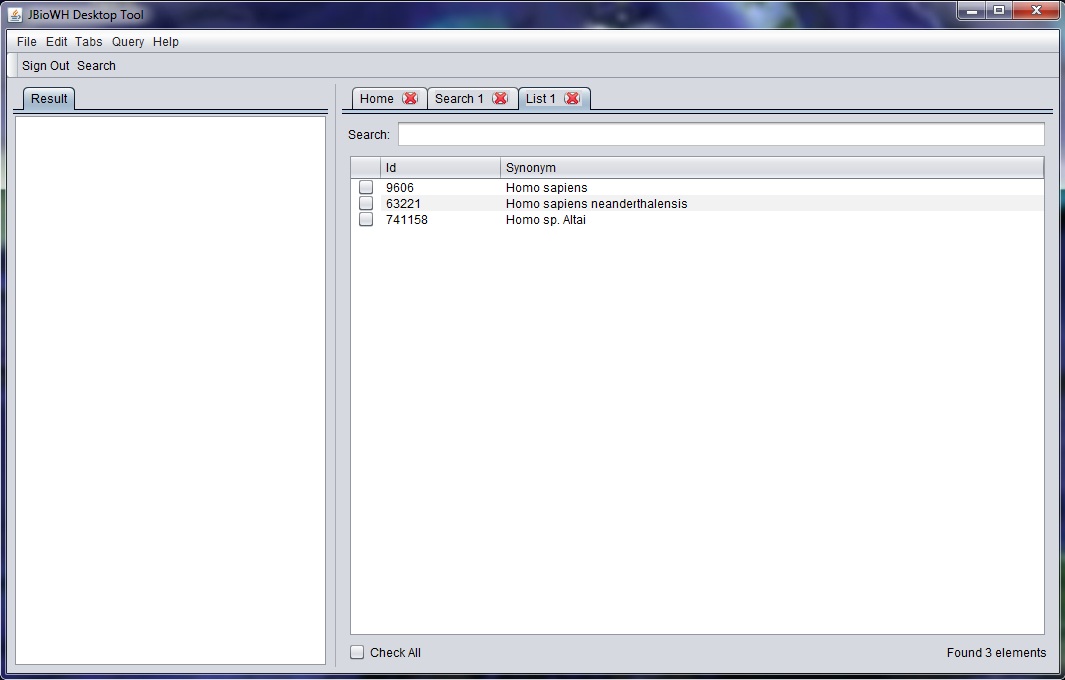 JBioWH Desktop Tool
File Edit Tabs Query Help
Sign Out Search
Result
Home Search 1 List 1
Search:
Id Synonym
9606 Homo sapiens
63221 Homo sapiens neanderthalensis
741158 Homo sp. Altai
Check All Found 3 elements